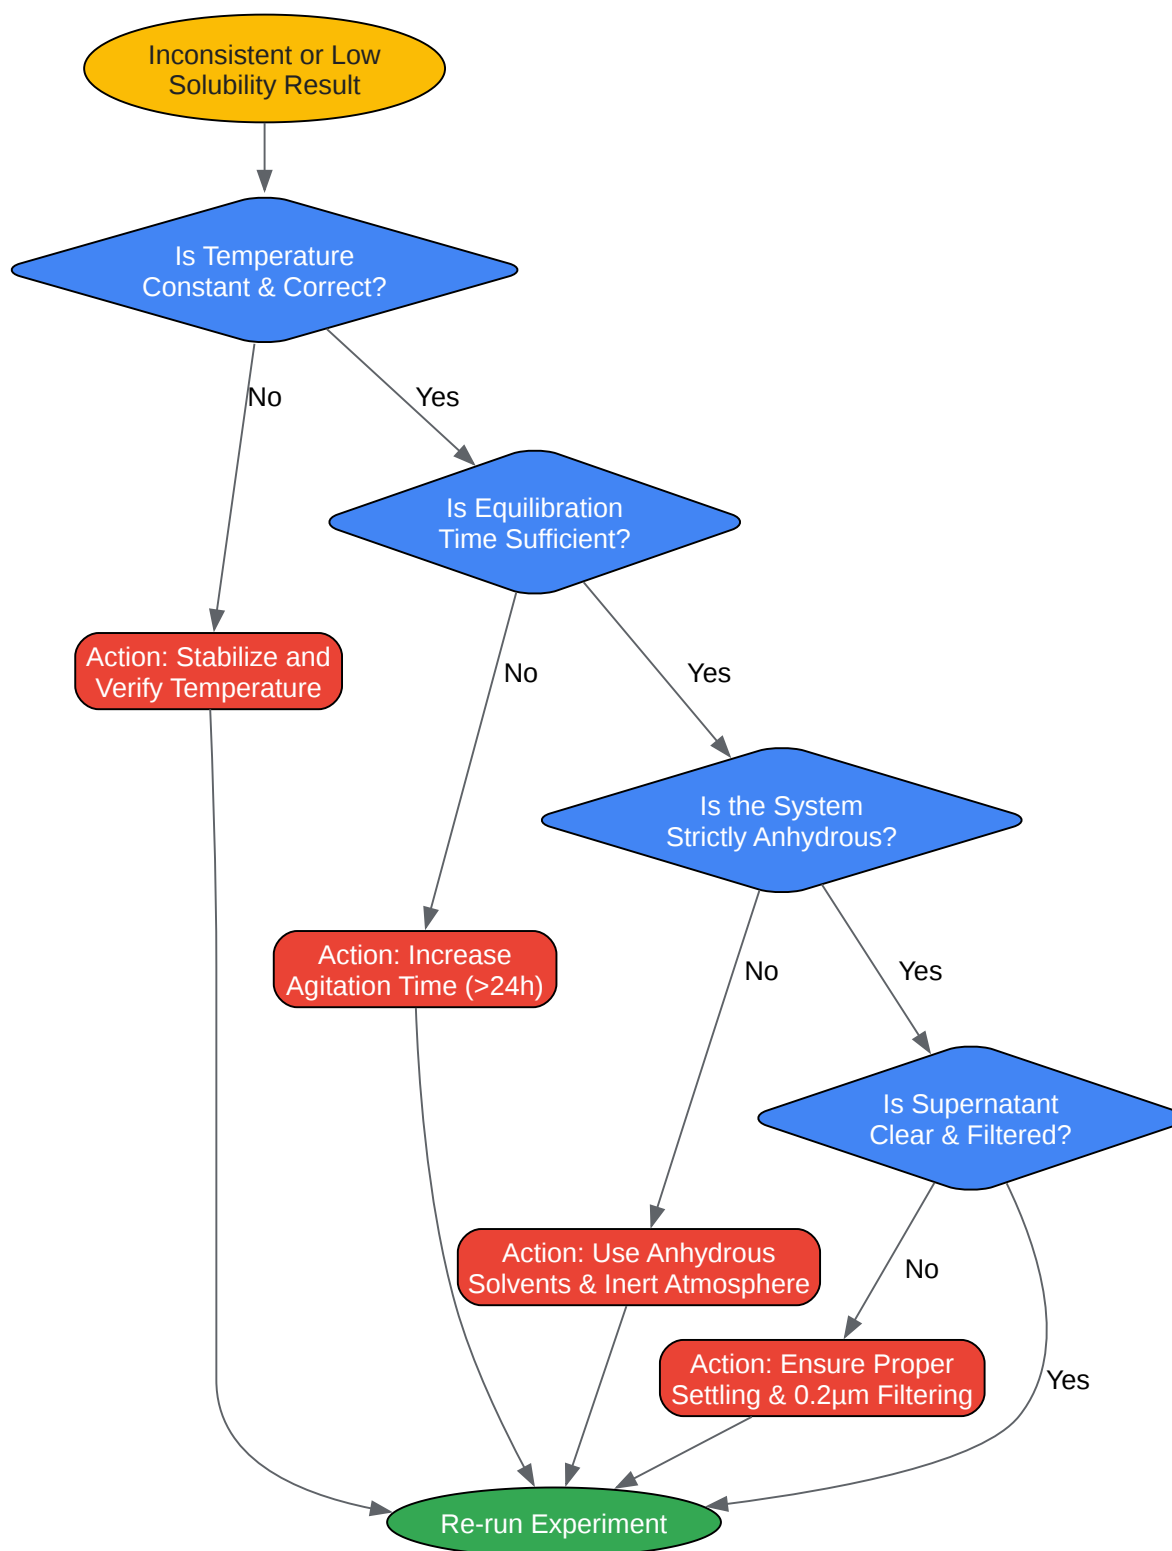 Inconsistent or Low
Solubility Result
Is Temperature
Constant & Correct?
No
Yes
Is Equilibration
Time Sufficient?
Action: Stabilize and
Verify Temperature
No
Yes
Is the System
Strictly Anhydrous?
Action: Increase
Agitation Time (>24h)
No
Yes
Is Supernatant
Clear & Filtered?
Action: Use Anhydrous
Solvents & Inert Atmosphere
No
Action: Ensure Proper
Settling & 0.2µm Filtering
Yes
Re-run Experiment